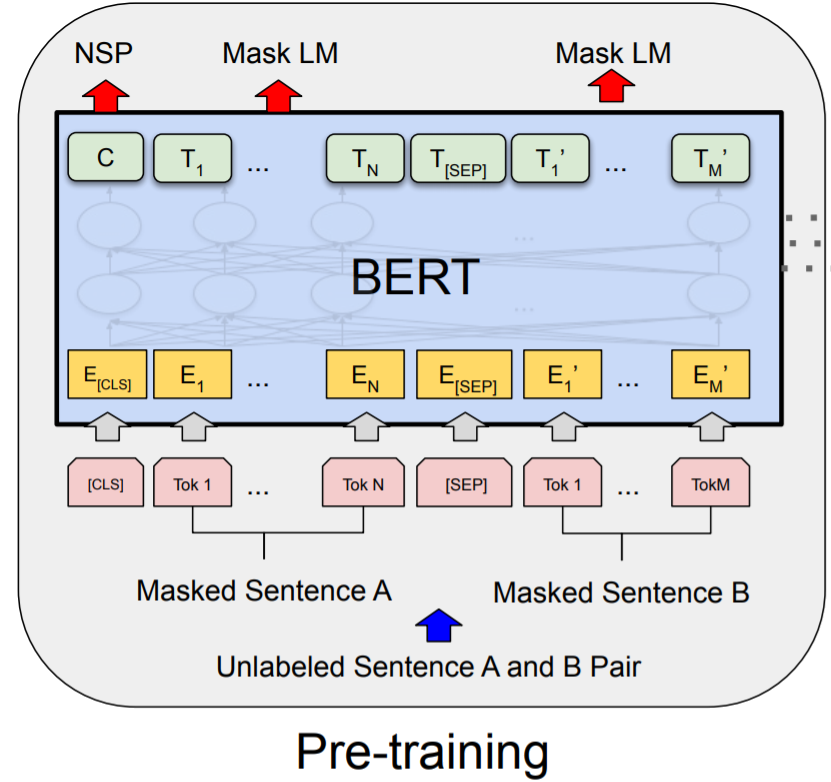 NSP Mask LM Mask LM
C T1 ... TN T[SEP] T1’ ... TM’
...
BERT
...
E[CLS] E1 ... EN E[SEP] E1’ ... EM’
[CLS] Tok 1 ... Tok N [SEP] Tok 1 ... TokM
Masked Sentence A Masked Sentence B
Unlabeled Sentence A and B Pair
Pre-training